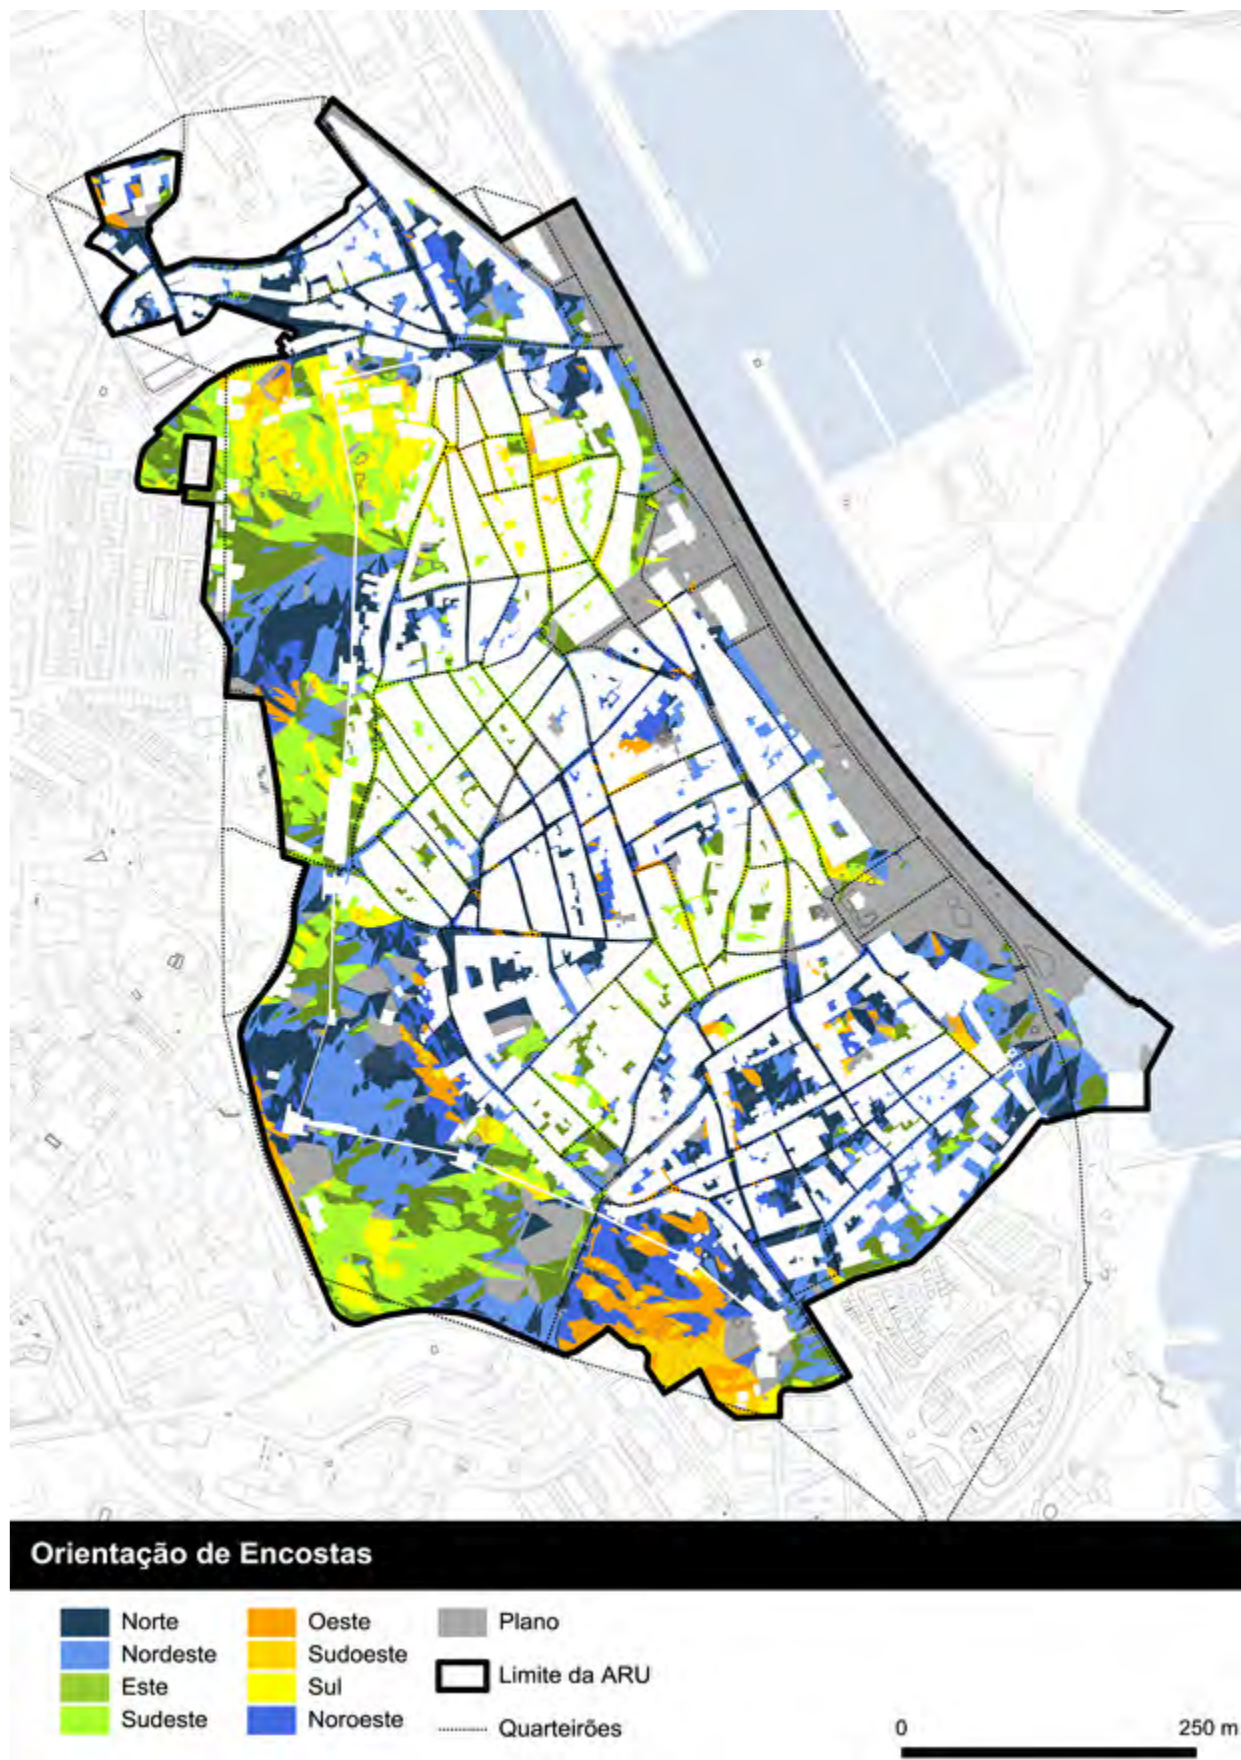 Orientação de Encostas
Norte
Nordeste
Este
Sudeste
Oeste
Sudoeste
Sul
Noroeste
Plano
Limite da ARU
Quarteirões
0
250 m